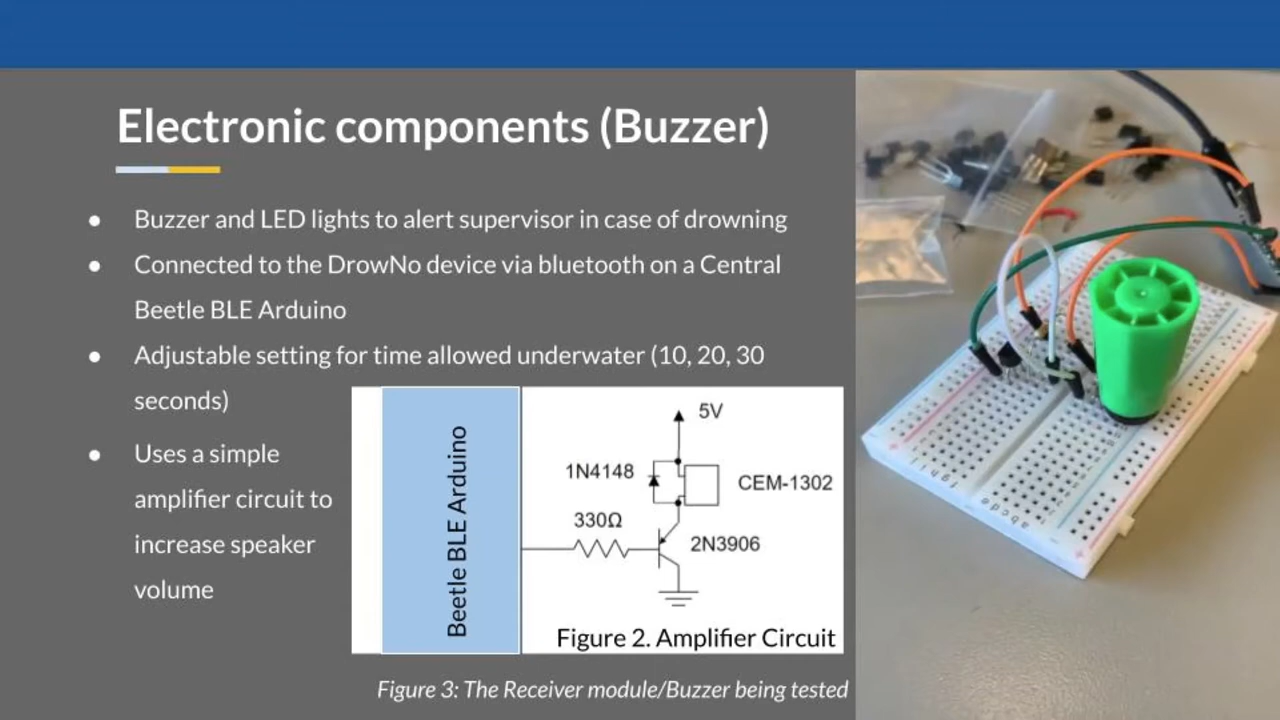 Electronic components (Buzzer)
● Buzzer and LED lights to alert supervisor in case of drowning
● Connected to the DrowNo device via bluetooth on a Central
Beetle BLE Arduino
● Adjustable setting for time allowed underwater (10, 20, 30
seconds)
● Uses a simple
amplifier circuit to
increase speaker
volume
Beetle BLE Arduino
5V
1N4148
CEM-1302
330Ω
2N3906
Figure 2. Amplifier Circuit
Figure 3: The Receiver module/Buzzer being tested